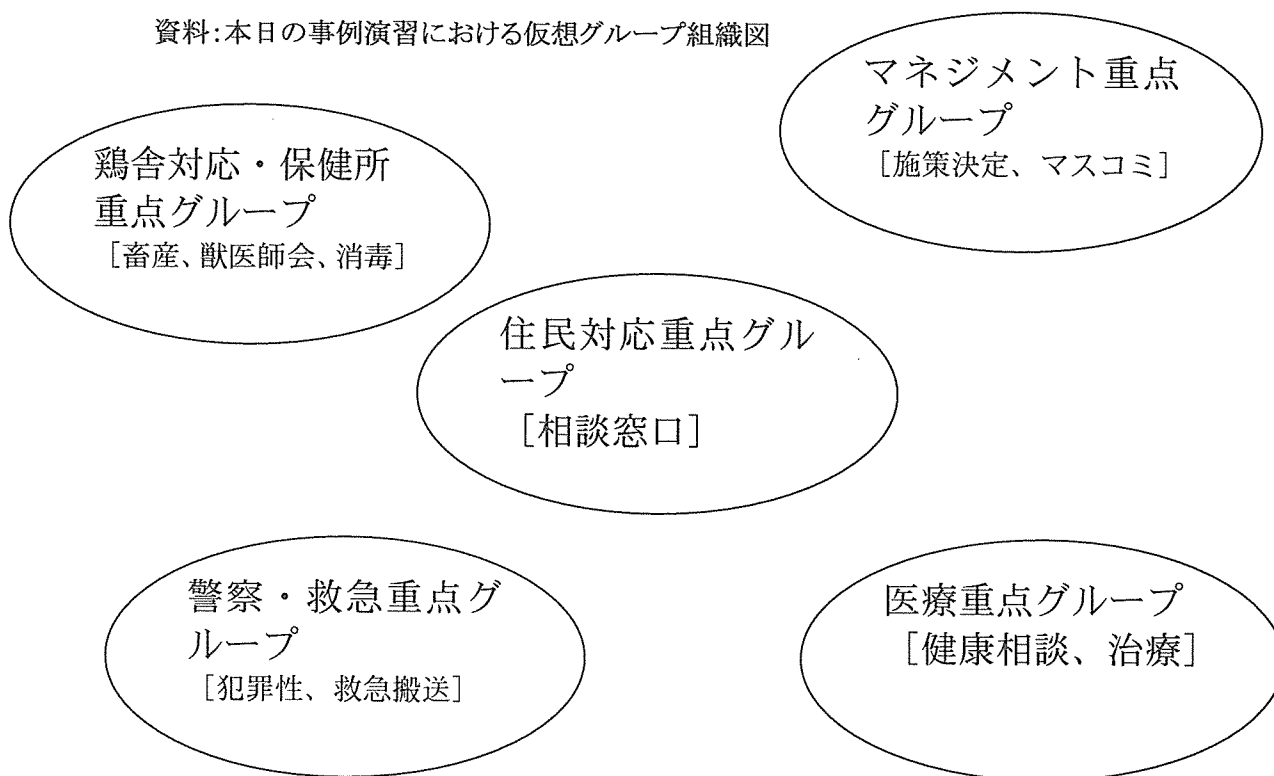 資料:本日の事例演習における仮想グループ組織図
マネジメント重点
グループ
[施策決定、マスコミ]
鶏舎対応・保健所
重点グループ
[畜産、獣医師会、消毒]
住民対応重点グル
ープ
[相談窓口]
警察・救急重点グ
ループ
[犯罪性、救急搬送]
医療重点グループ
[健康相談、治療]